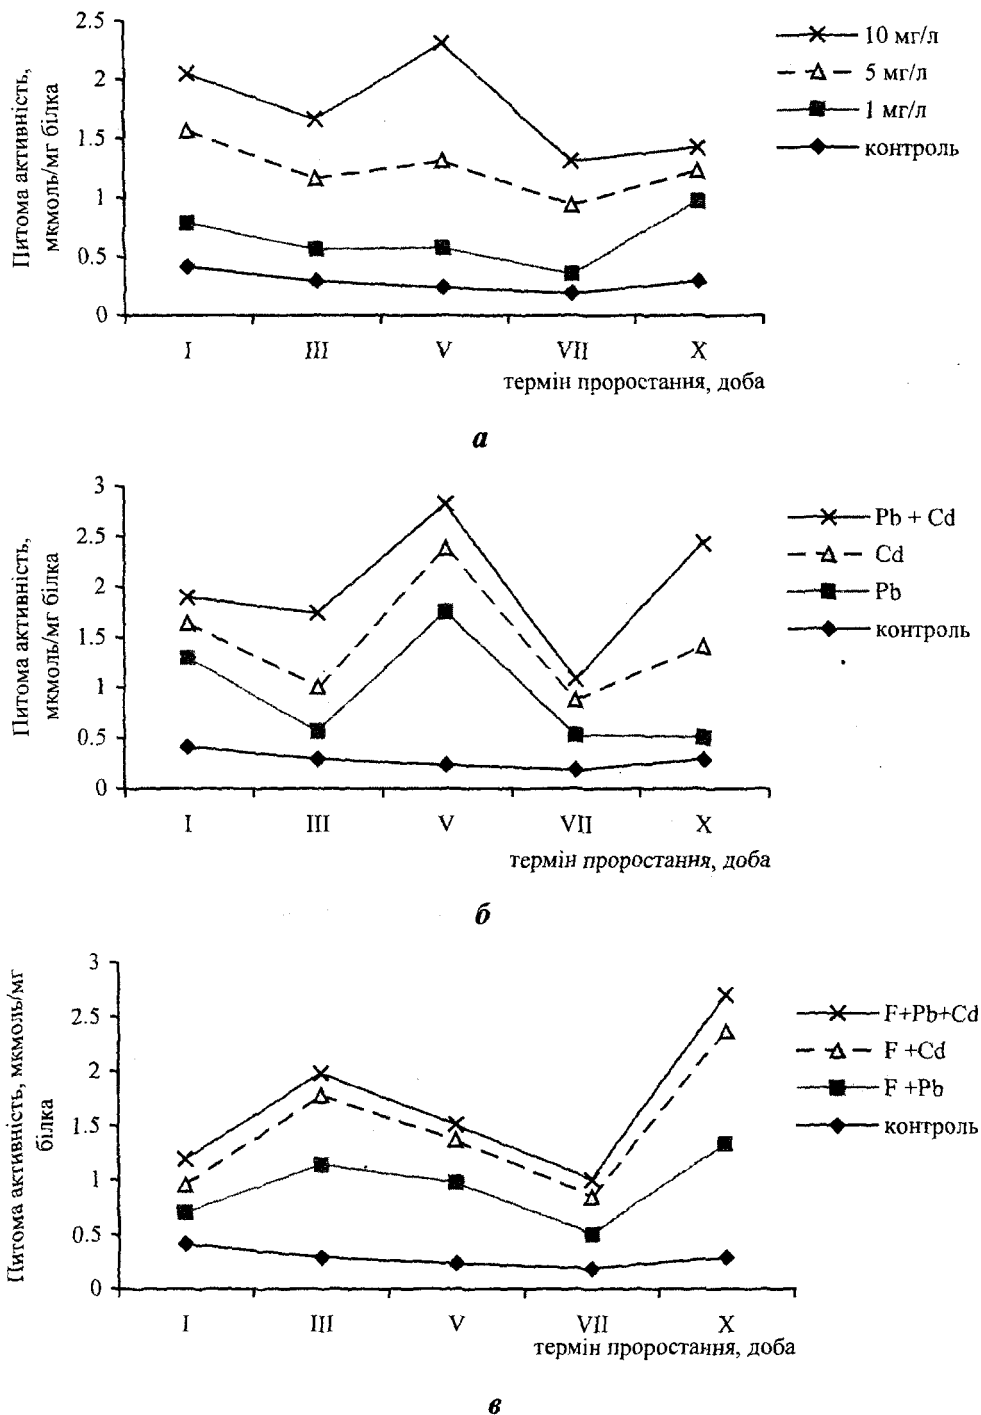 Питома активність,
мкмоль/мг білка
2.5
2
1.5
1
0.5
0
I III V VII X
термін проростання, доба
10 мг/л
5 мг/л
1 мг/л
контроль
а
Питома активність,
мкмоль/мг білка
3
2.5
2
1.5
1
0.5
0
I III V VII X
термін проростання, доба
Pb + Cd
Cd
Pb
контроль
б
Питома активність, мкмоль/мг
білка
3
2.5
2
1.5
1
0.5
0
I III V VII X
термін проростання, доба
F+Pb+Cd
F +Cd
F +Pb
контроль
в